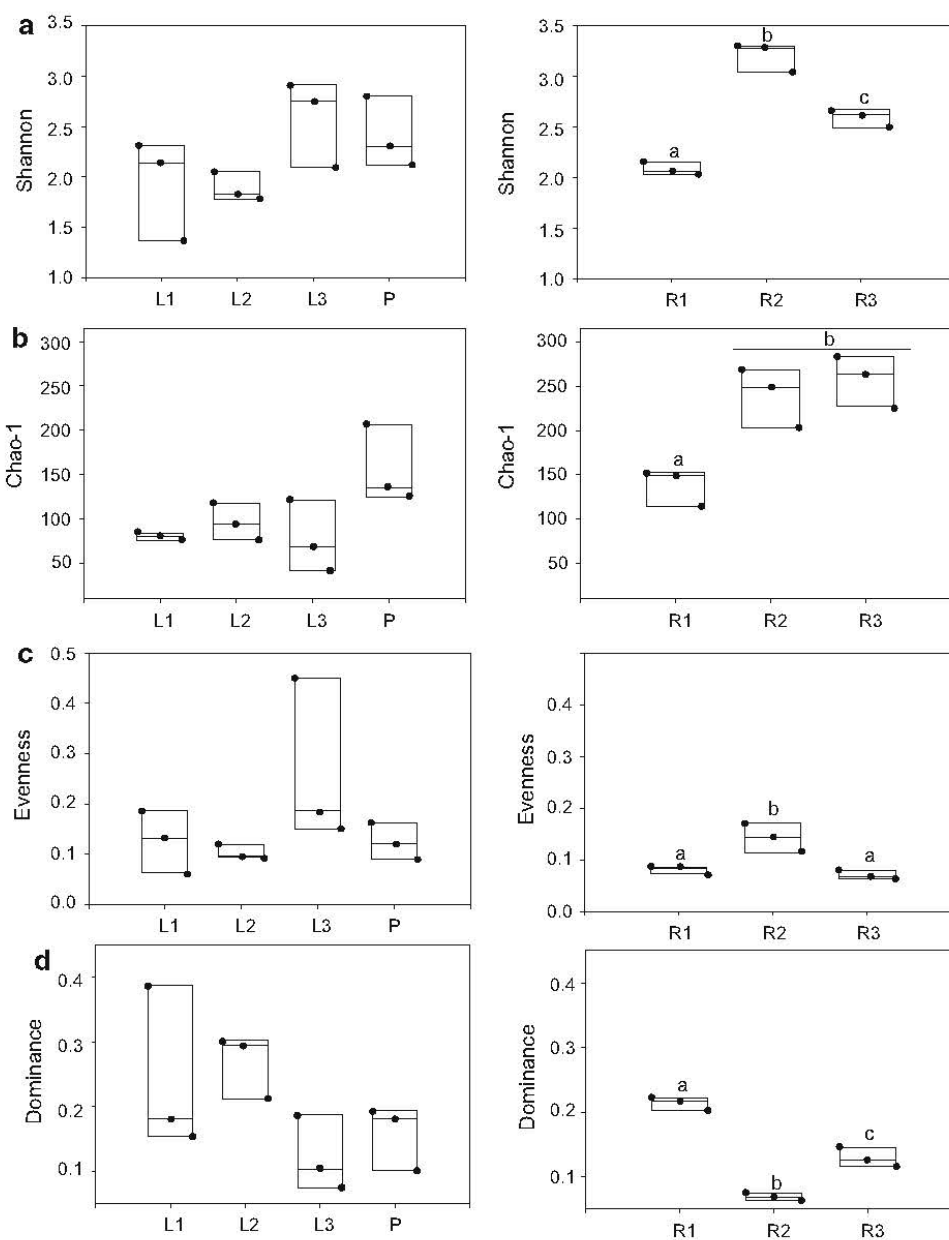 a
3.5
3.0
2.5
2.0
1.5
1.0
Shannon
L1 L2 L3 P
3.5
3.0
2.5
2.0
1.5
1.0
Shannon
a
b
c
R1 R2 R3
b
300
250
200
150
100
50
Chao-1
L1 L2 L3 P
300
250
200
150
100
50
Chao-1
a
b
R1 R2 R3
c
0.5
0.4
0.3
0.2
0.1
0.0
Evenness
L1 L2 L3 P
0.4
0.3
0.2
0.1
0.0
Evenness
a
b
a
R1 R2 R3
d
0.4
0.3
0.2
0.1
Dominance
L1 L2 L3 P
0.4
0.3
0.2
0.1
Dominance
a
b
c
R1 R2 R3